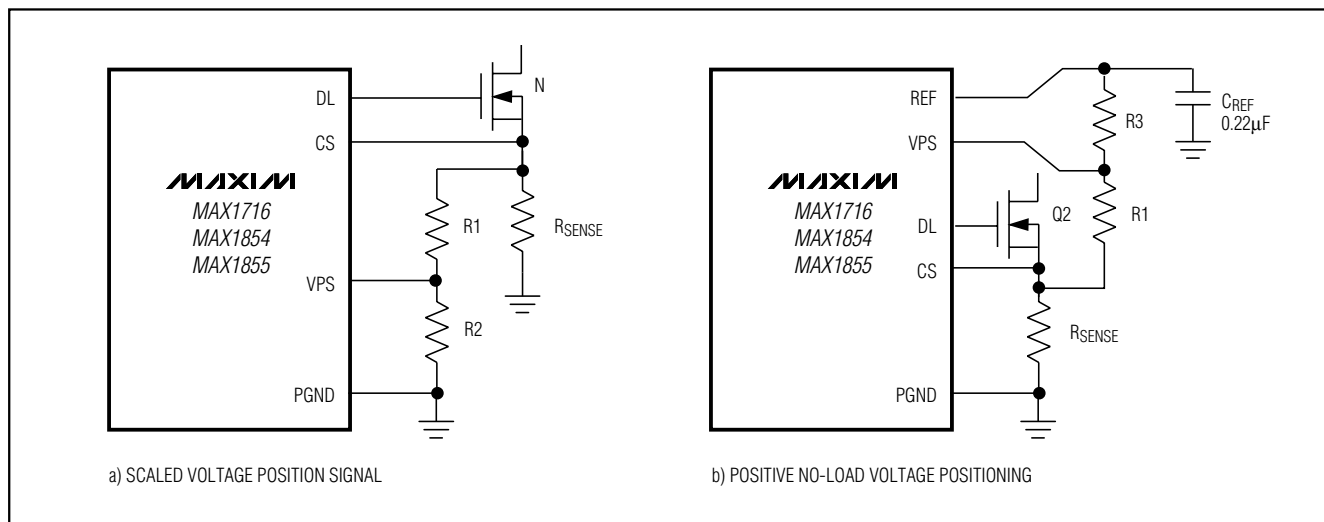 DL
N
CS
MAXIM
MAX1716
MAX1854
MAX1855
R1
RSENSE
VPS
R2
PGND
a) SCALED VOLTAGE POSITION SIGNAL
REF
VPS
R3
CREF
0.22µF
MAXIM
MAX1716
MAX1854
MAX1855
DL
Q2
R1
CS
RSENSE
PGND
b) POSITIVE NO-LOAD VOLTAGE POSITIONING